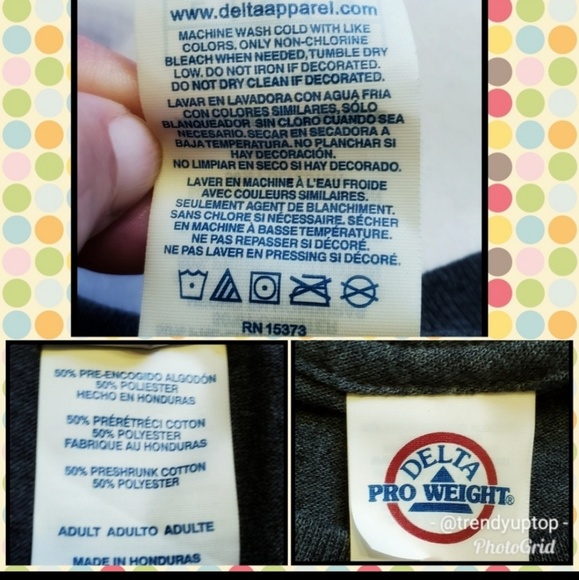 www.deltaapparel.com
MACHINE WASH COLD WITH LIKE
COLORS. ONLY NON-CHLORINE
BLEACH WHEN NEEDED, TUMBLE DRY
LOW. DO NOT IRON IF DECORATED.
DO NOT DRY CLEAN IF DECORATED.
LAVAR EN LAVADORA CON AGUA FRIA
CON COLORES SIMILARES, SÓLO
BLANQUEADOR SIN CLORO CUANDO SEA
NECESARIO. SECAR EN SECADORA A
BAJA TEMPERATURA. NO PLANCHAR SI
HAY DECORACIÓN.
NO LIMPIAR EN SECO SI HAY DECORADO.
LAVER EN MACHINE À L'EAU FROIDE
AVEC COULEURS SIMILAIRES.
SEULEMENT AGENT DE BLANCHIMENT.
SANS CHLORE SI NÉCESSAIRE. SÉCHER
EN MACHINE À BASSE TEMPÉRATURE.
NE PAS REPASSER SI DÉCORÉ.
NE PAS LAVER EN PRESSING SI DÉCORÉ.
RN 15373
50% PRE-ENCOGIDO ALGODÓN
50% POLIESTER
HECHO EN HONDURAS
50% PRÉRÉTRÉCI COTON
50% POLYESTER
FABRIQUE AU HONDURAS
50% PRESHRUNK COTTON
50% POLYESTER
ADULT ADULTO ADULTE
MADE IN HONDURAS
DELTA
PRO WEIGHT®
- @trendyuptop -
PhotoGrid